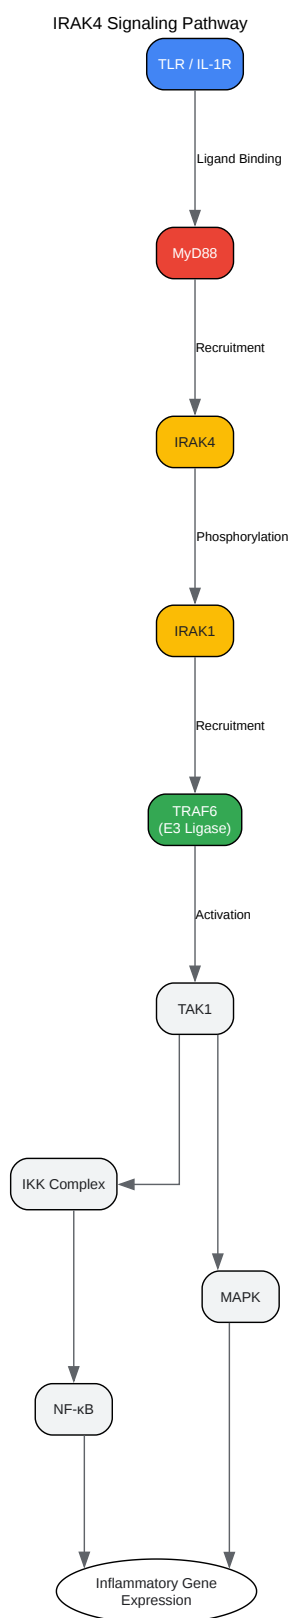 IRAK4 Signaling Pathway
TLR / IL-1R
Ligand Binding
MyD88
Recruitment
IRAK4
Phosphorylation
IRAK1
Recruitment
TRAF6
(E3 Ligase)
Activation
TAK1
IKK Complex
MAPK
NF-κB
Inflammatory Gene
Expression